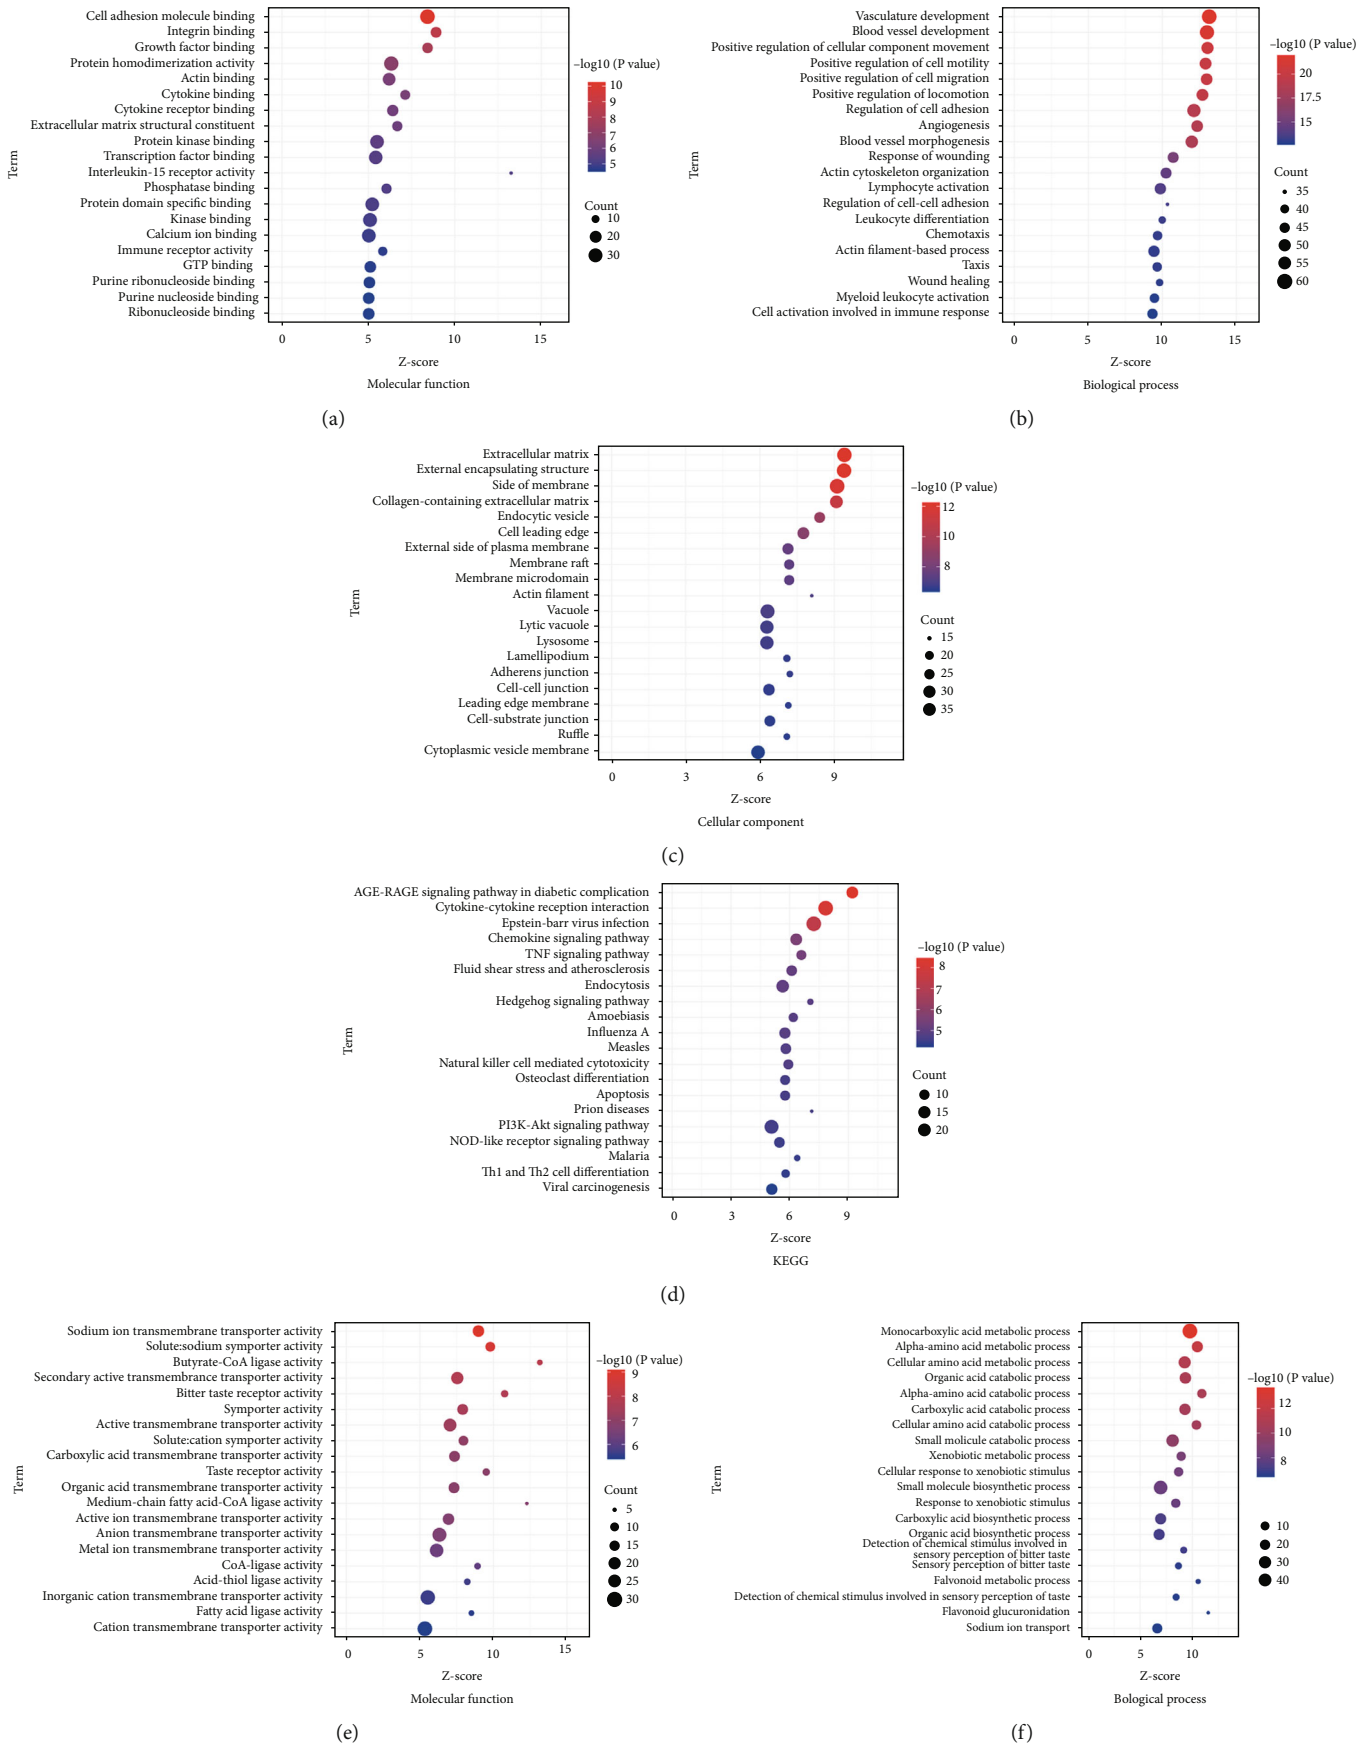 Term
Cell adhesion molecule binding
Integrin binding
Growth factor binding
Protein homodimerization activity
Actin binding
Cytokine binding
Cytokine receptor binding
Extracellular matrix structural constituent
Protein kinase binding
Transcription factor binding
Interleukin-15 receptor activity
Phosphatase binding
Protein domain specific binding
Kinase binding
Calcium ion binding
Immune receptor activity
GTP binding
Purine ribonucleoside binding
Purine nucleoside binding
Ribonucleoside binding
0 5 10 15
Z-score
Molecular function
–log10 (P value)
10
9
8
7
6
5
Count
10
20
30
(a)
Term
Vasculature development
Blood vessel development
Positive regulation of cellular component movement
Positive regulation of cell motility
Positive regulation of cell migration
Positive regulation of locomotion
Regulation of cell adhesion
Angiogenesis
Blood vessel morphogenesis
Response of wounding
Actin cytoskeleton organization
Lymphocyte activation
Regulation of cell-cell adhesion
Leukocyte differentiation
Chemotaxis
Actin filament-based process
Taxis
Wound healing
Myeloid leukocyte activation
Cell activation involved in immune response
0 5 10 15
Z-score
Biological process
–log10 (P value)
20
17.5
15
Count
35
40
45
50
55
60
(b)
Term
Extracellular matrix
External encapsulating structure
Side of membrane
Collagen-containing extracellular matrix
Endocytic vesicle
Cell leading edge
External side of plasma membrane
Membrane raft
Membrane microdomain
Actin filament
Vacuole
Lytic vacuole
Lysosome
Lamellipodium
Adherens junction
Cell-cell junction
Leading edge membrane
Cell-substrate junction
Ruffle
Cytoplasmic vesicle membrane
0 3 6 9
Z-score
Cellular component
–log10 (P value)
12
10
8
Count
15
20
25
30
35
(c)
Term
AGE-RAGE signaling pathway in diabetic complication
Cytokine-cytokine reception interaction
Epstein-barr virus infection
Chemokine signaling pathway
TNF signaling pathway
Fluid shear stress and atherosclerosis
Endocytosis
Hedgehog signaling pathway
Amoebiasis
Influenza A
Measles
Natural killer cell mediated cytotoxicity
Osteoclast differentiation
Apoptosis
Prion diseases
PI3K-Akt signaling pathway
NOD-like receptor signaling pathway
Malaria
Th1 and Th2 cell differentiation
Viral carcinogenesis
0 3 6 9
Z-score
KEGG
–log10 (P value)
8
7
6
5
Count
10
15
20
(d)
Term
Sodium ion transmembrane transporter activity
Solute:sodium symporter activity
Butyrate-CoA ligase activity
Secondary active transmembrance transporter activity
Bitter taste receptor activity
Symporter activity
Active transmembrane transporter activity
Solute:cation symporter activity
Carboxylic acid transmembrane transporter activity
Taste receptor activity
Organic acid transmembrane transporter activity
Medium-chain fatty acid-CoA ligase activity
Active ion transmembrane transporter activity
Anion transmembrane transporter activity
Metal ion transmembrane transporter activity
CoA-ligase activity
Acid-thiol ligase activity
Inorganic cation transmembrane transporter activity
Fatty acid ligase activity
Cation transmembrane transporter activity
0 5 10 15
Z-score
Molecular function
–log10 (P value)
9
8
7
6
Count
5
10
15
20
25
30
(e)
Term
Monocarboxylic acid metabolic process
Alpha-amino acid metabolic process
Cellular amino acid metabolic process
Organic acid catabolic process
Alpha-amino acid catabolic process
Carboxylic acid catabolic process
Cellular amino acid catabolic process
Small molicule catabolic process
Xenobiotic metabolic process
Cellular response to xenobiotic stimulus
Small molecule biosynthetic process
Response to xenobiotic stimulus
Carboxylic acid biosynthetic process
Organic acid biosynthetic process
Detection of chemical stimulus involved in
sensory perception of bitter taste
Sensory perception of bitter taste
Falvonoid metabolic process
Detection of chemical stimulus involved in sensory perception of taste
Flavonoid glucuronidation
Sodium ion transport
0 5 10
Z-score
Bological process
–log10 (P value)
12
10
8
10
20
30
40
(f)